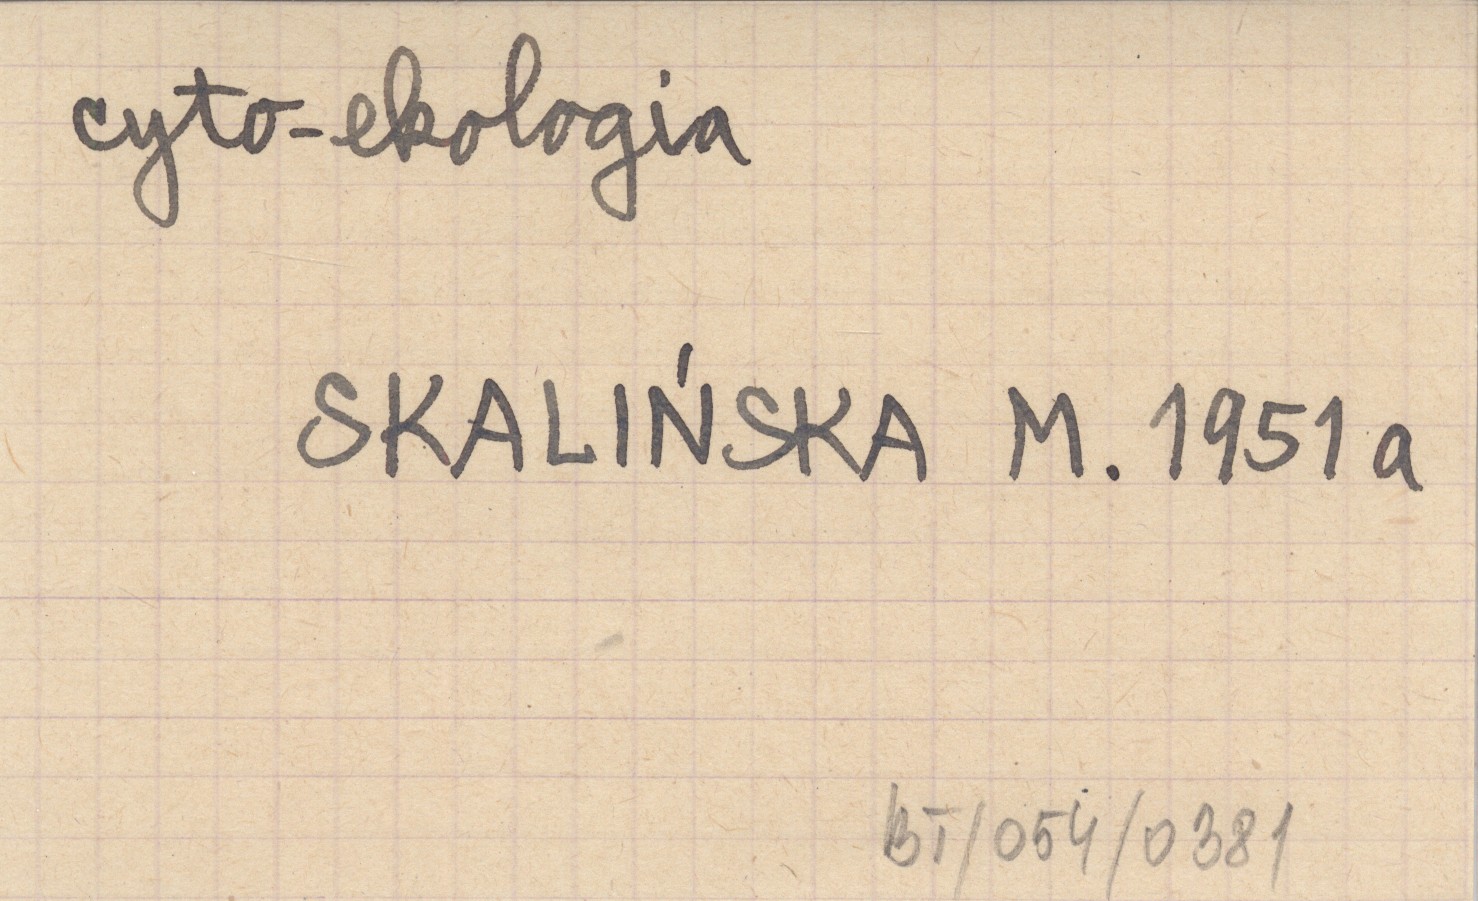 cyto-ekologia
SKALIŃSKA M. 1951a
BT/054/0381